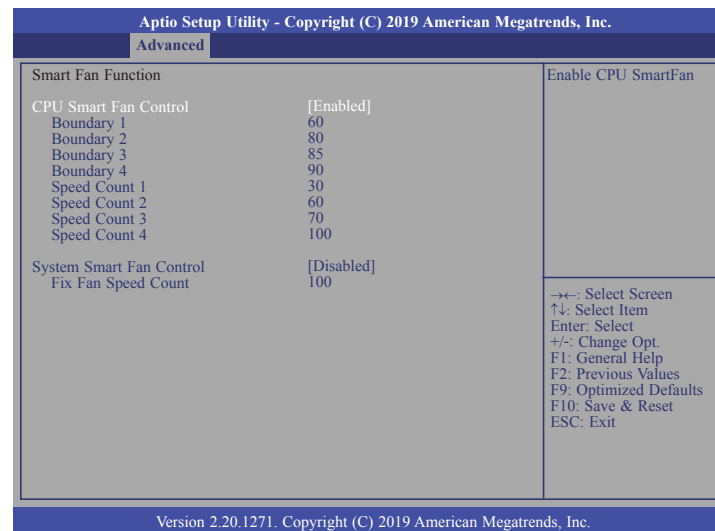 Aptio Setup Utility - Copyright (C) 2019 American Megatrends, Inc.
Advanced
Smart Fan Function
CPU Smart Fan Control [Enabled]
Boundary 1 60
Boundary 2 80
Boundary 3 85
Boundary 4 90
Speed Count 1 30
Speed Count 2 60
Speed Count 3 70
Speed Count 4 100
System Smart Fan Control [Disabled]
Fix Fan Speed Count 100
Enable CPU SmartFan
→←: Select Screen
↑↓: Select Item
Enter: Select
+/-: Change Opt.
F1: General Help
F2: Previous Values
F9: Optimized Defaults
F10: Save & Reset
ESC: Exit
Version 2.20.1271. Copyright (C) 2019 American Megatrends, Inc.